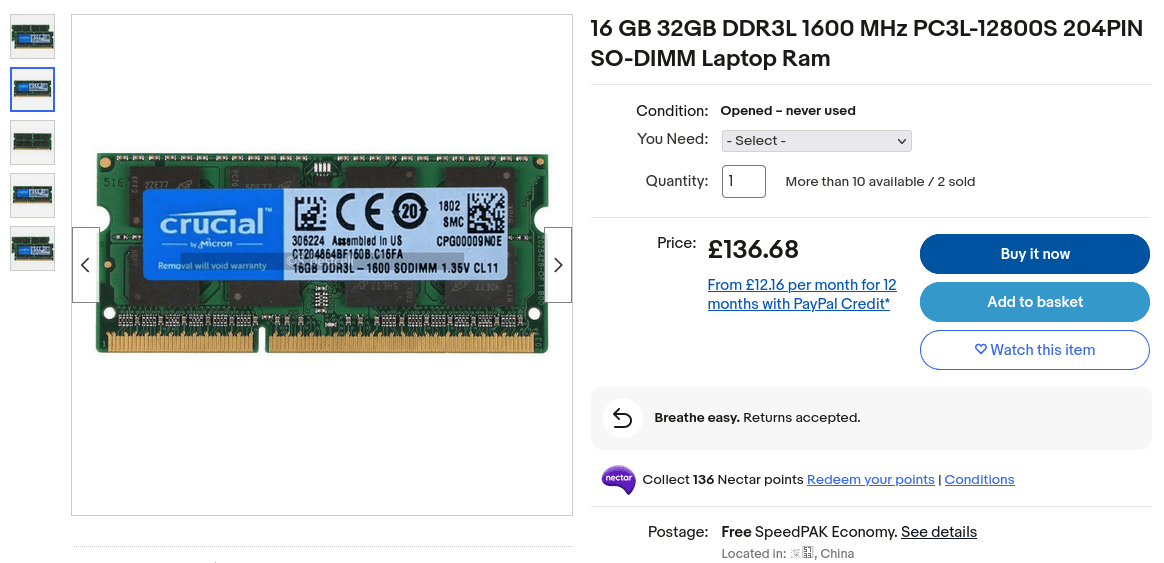 16 GB 32GB DDR3L 1600 MHz PC3L-12800S 204PIN
SO-DIMM Laptop Ram
Condition: Opened – never used
You Need: - Select -
Quantity: 1 More than 10 available / 2 sold
Price: £136.68
From £12.16 per month for 12
months with PayPal Credit*
Buy it now
Add to basket
Watch this item
Breathe easy. Returns accepted.
nectar Collect 136 Nectar points Redeem your points | Conditions
Postage: Free SpeedPAK Economy. See details
Located in: 深圳, China
crucial™
by Micron
Removal will void warranty
CE 20
1802
SMC
306224 Assembled in US CPG00009N0E
CT204864BF160B.C16FA
16GB DDR3L – 1600 SODIMM 1.35V CL11